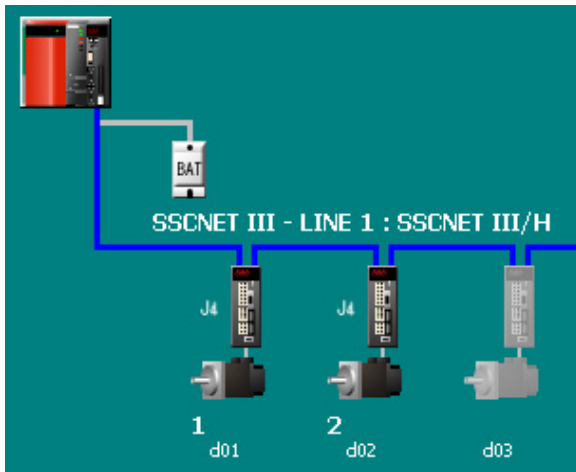 BAT
SSCNET III - LINE 1 : SSCNET III/H
J4 J4
1 2
d01 d02 d03